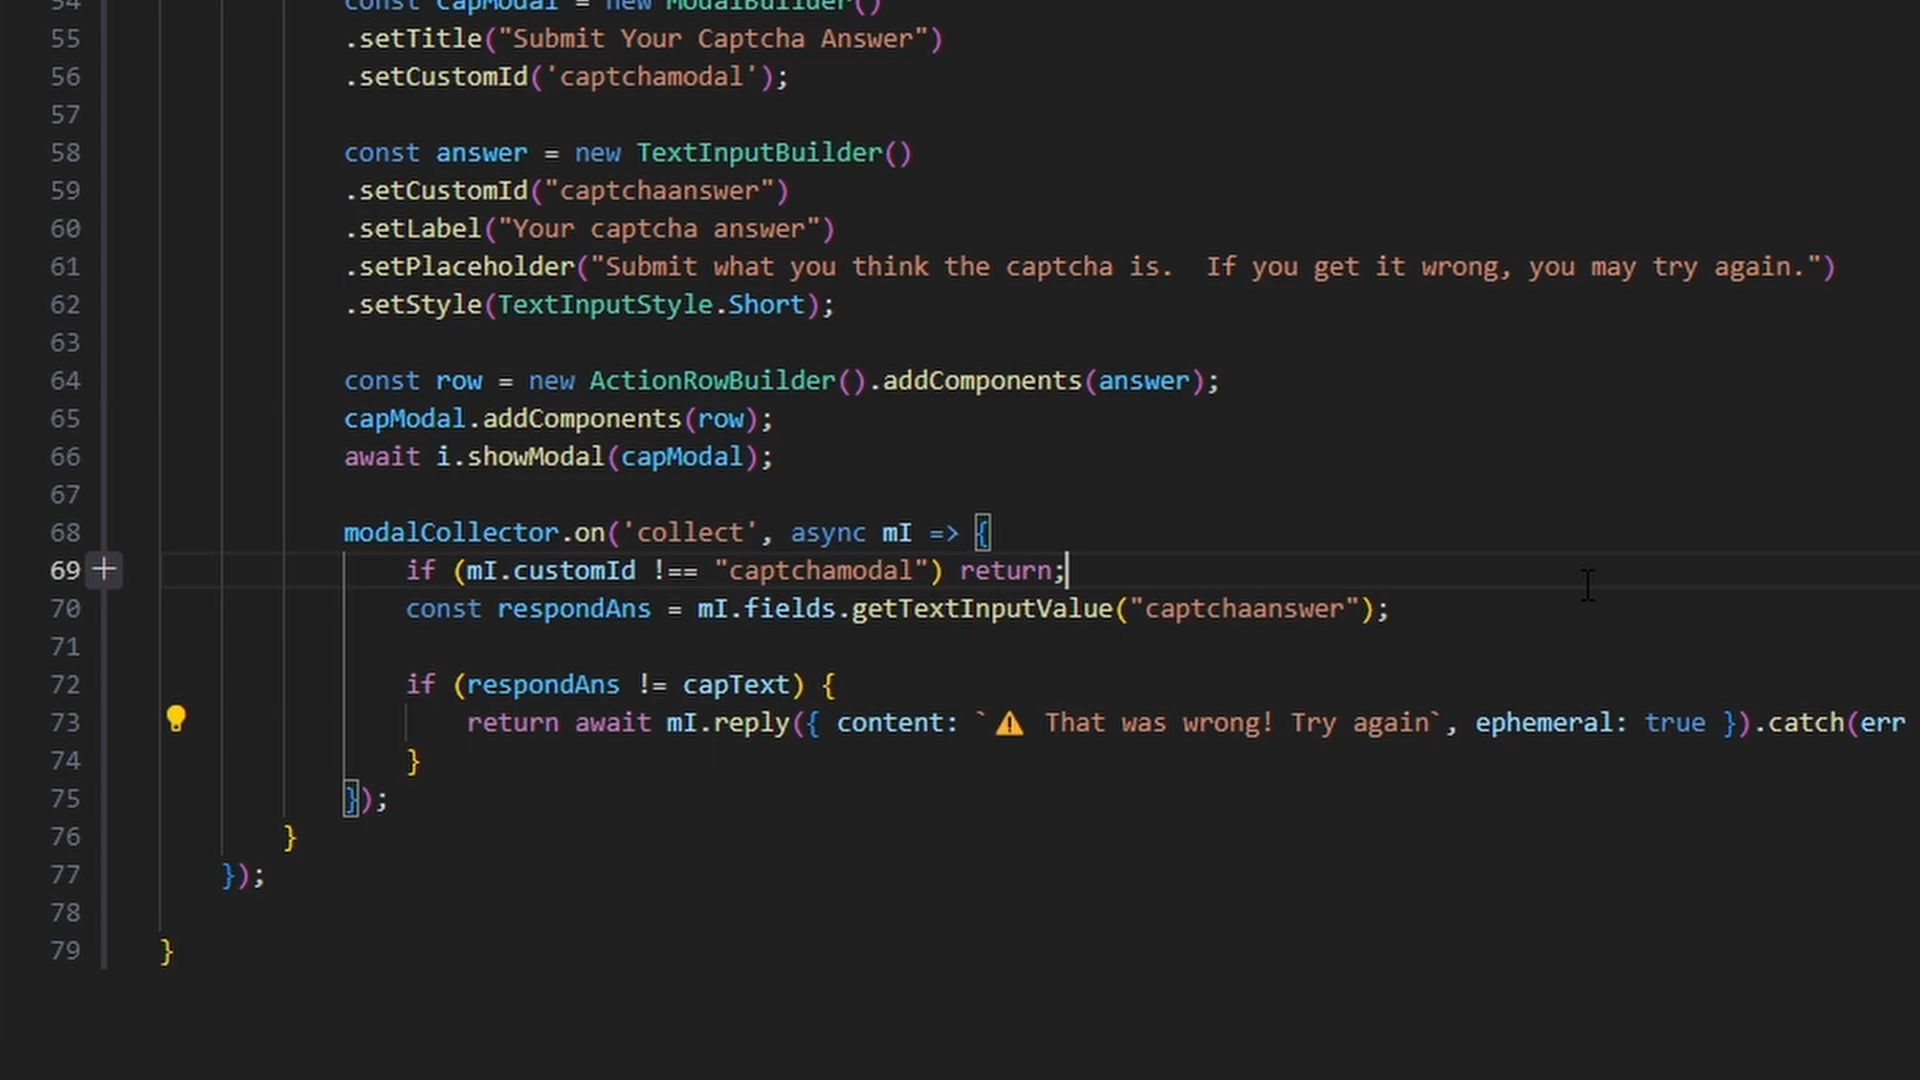 54 const capModal = new ModalBuilder()
55 .setTitle("Submit Your Captcha Answer")
56 .setCustomId('captchamodal');
57
58 const answer = new TextInputBuilder()
59 .setCustomId("captchaanswer")
60 .setLabel("Your captcha answer")
61 .setPlaceholder("Submit what you think the captcha is.  If you get it wrong, you may try again.")
62 .setStyle(TextInputStyle.Short);
63
64 const row = new ActionRowBuilder().addComponents(answer);
65 capModal.addComponents(row);
66 await i.showModal(capModal);
67
68 modalCollector.on('collect', async mI => {
69 if (mI.customId !== "captchamodal") return;
70 const respondAns = mI.fields.getTextInputValue("captchaanswer");
71
72 if (respondAns != capText) {
73 return await mI.reply({ content: `⚠️ That was wrong! Try again`, ephemeral: true }).catch(err
74 }
75 });
76 }
77 });
78
79 }